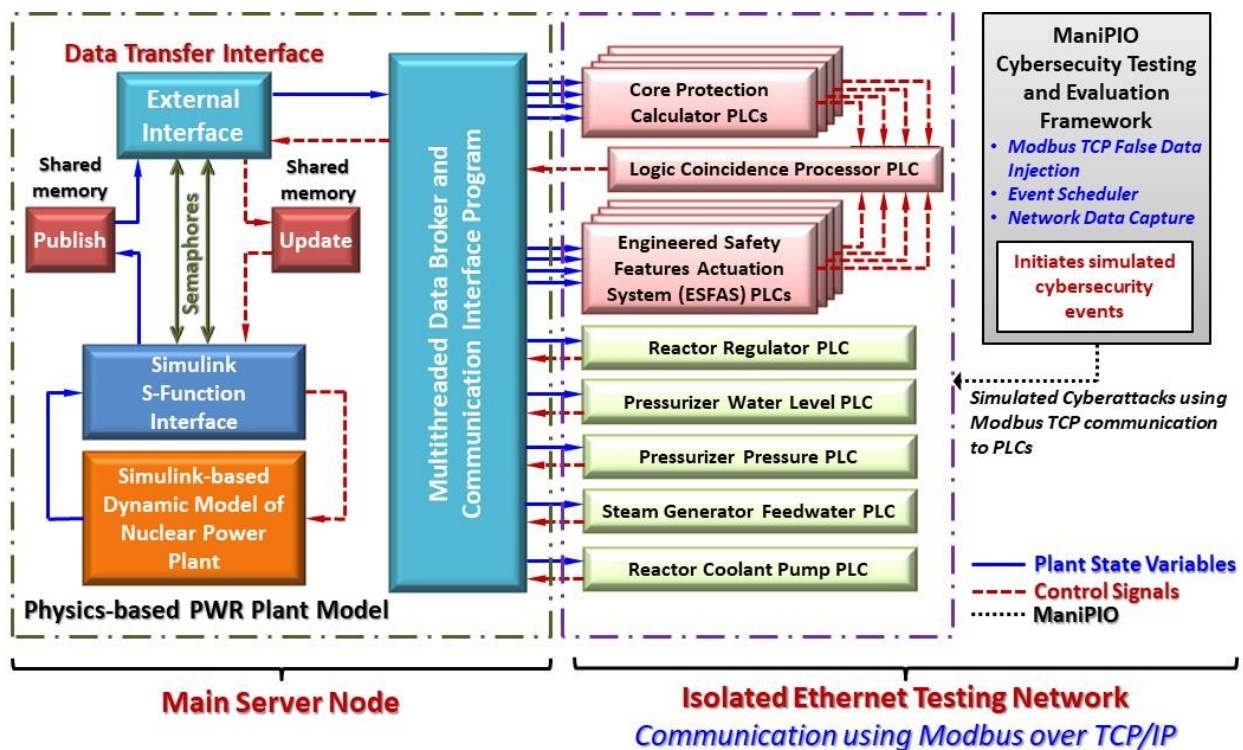 Data Transfer Interface
External
Interface
Shared
memory
Shared
memory
Publish
Update
Semaphores
Simulink
S-Function
Interface
Simulink-based
Dynamic Model of
Nuclear Power
Plant
Physics-based PWR Plant Model
Multithreaded Data Broker and
Communication Interface Program
Core Protection
Calculator PLCs
Logic Coincidence Processor PLC
Engineered Safety
Features Actuation
System (ESFAS) PLCs
Reactor Regulator PLC
Pressurizer Water Level PLC
Pressurizer Pressure PLC
Steam Generator Feedwater PLC
Reactor Coolant Pump PLC
ManiPIO
Cybersecuity Testing
and Evaluation
Framework
• Modbus TCP False Data
Injection
• Event Scheduler
• Network Data Capture
Initiates simulated
cybersecurity
events
Simulated Cyberattacks using
Modbus TCP communication
to PLCs
Plant State Variables
Control Signals
ManiPIO
Main Server Node
Isolated Ethernet Testing Network
Communication using Modbus over TCP/IP